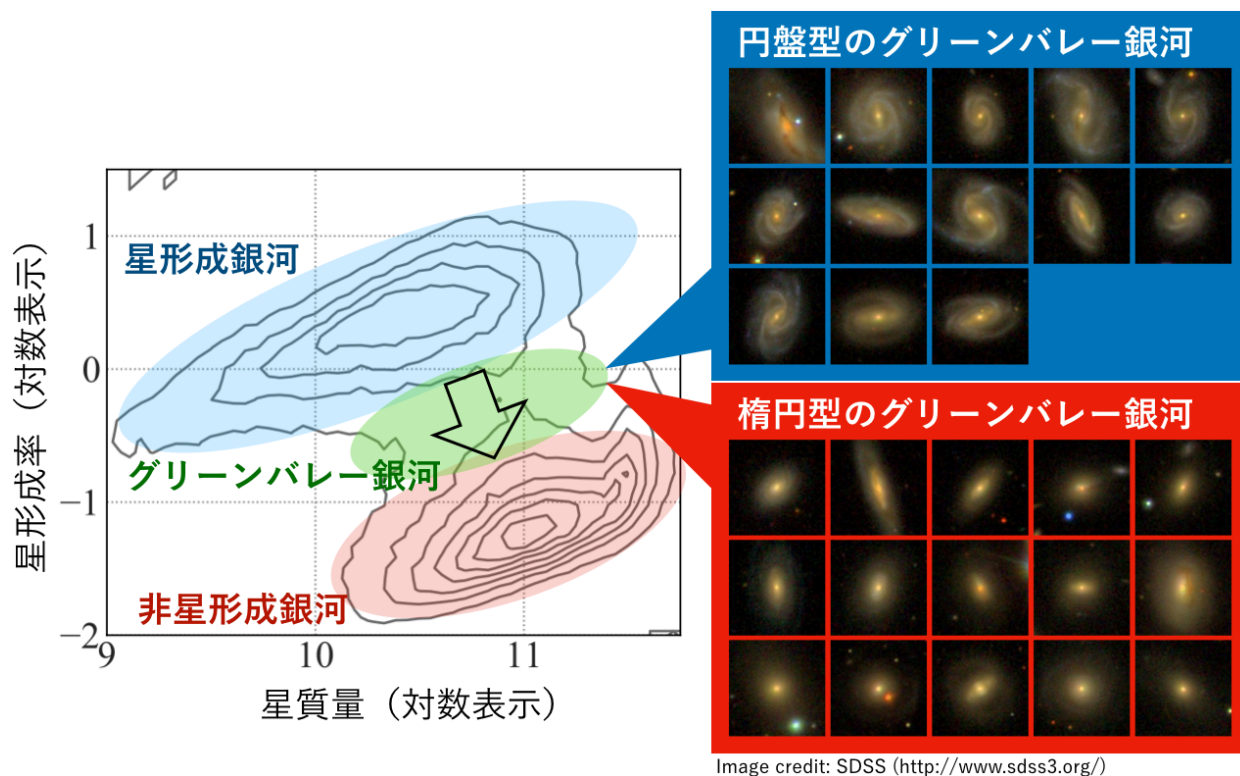 円盤型のグリーンバレー銀河
星形成銀河
1
0
−1
−2
星形成率（対数表示）
グリーンバレー銀河
非星形成銀河
9
10
11
星質量（対数表示）
楕円型のグリーンバレー銀河
Image credit: SDSS (http://www.sdss3.org/)